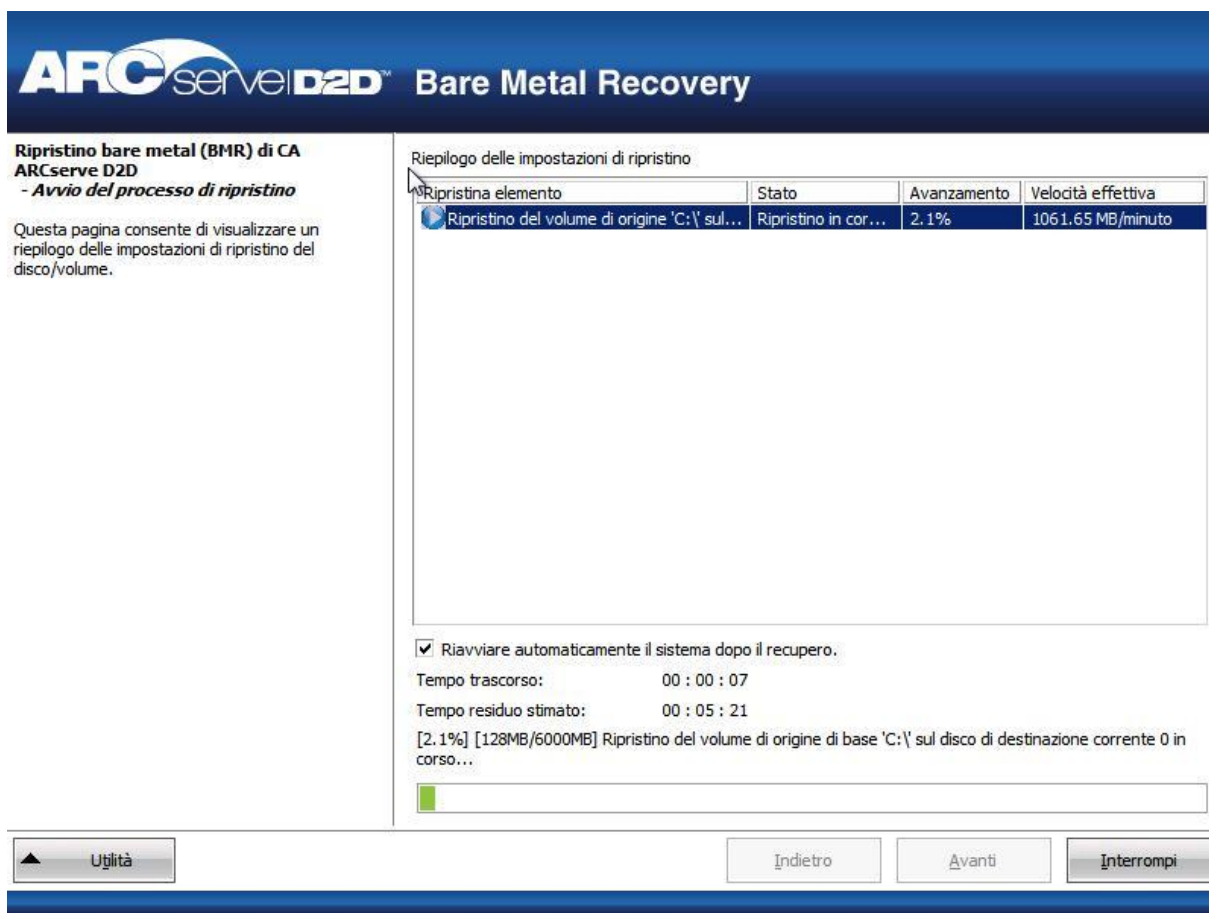 ARCserve D2D™ Bare Metal Recovery
Ripristino bare metal (BMR) di CA
ARCserve D2D
- Avvio del processo di ripristino
Questa pagina consente di visualizzare un
riepilogo delle impostazioni di ripristino del
disco/volume.
Riepilogo delle impostazioni di ripristino
Ripristina elemento Stato Avanzamento Velocità effettiva
Ripristino del volume di origine 'C:\' sul... Ripristino in cor... 2.1% 1061.65 MB/minuto
Riavviare automaticamente il sistema dopo il recupero.
Tempo trascorso: 00 : 00 : 07
Tempo residuo stimato: 00 : 05 : 21
[2.1%] [128MB/6000MB] Ripristino del volume di origine di base 'C:\' sul disco di destinazione corrente 0 in
corso...
Utilità Indietro Avanti Interrompi